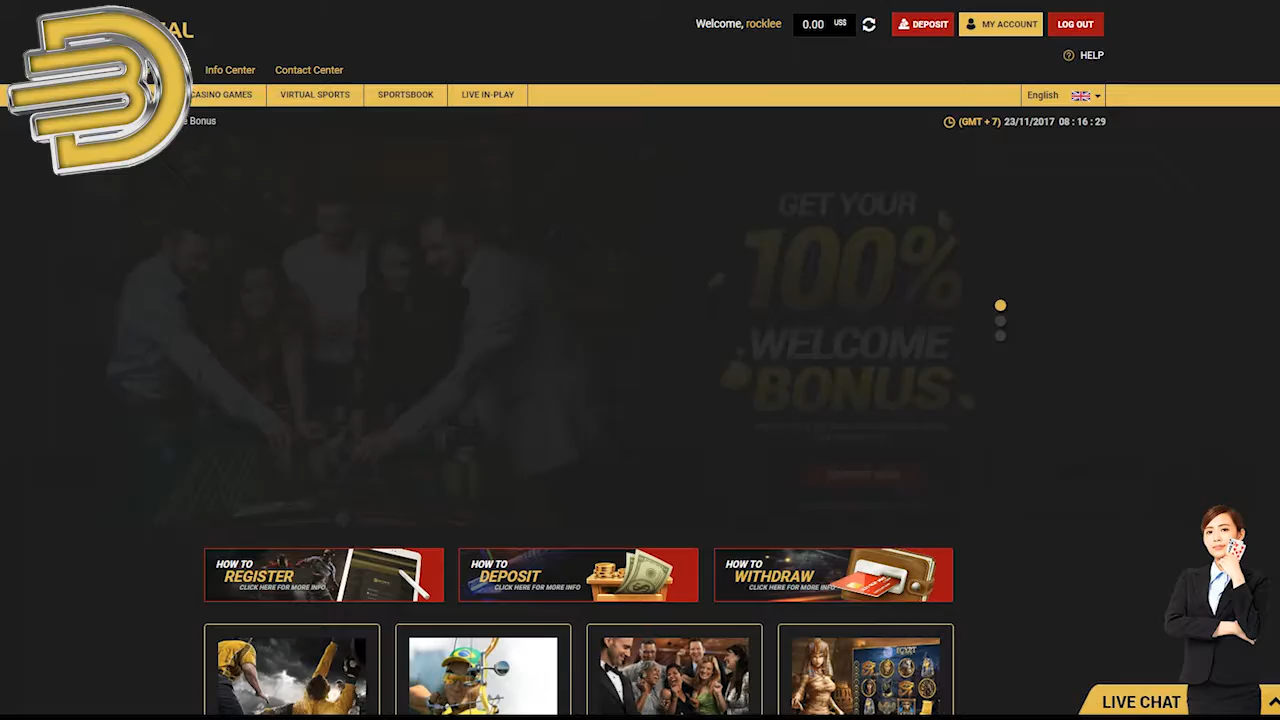 AL
Welcome, rocklee
0.00 US$
DEPOSIT
MY ACCOUNT
LOG OUT
HELP
Info Center
Contact Center
CASINO GAMES
VIRTUAL SPORTS
SPORTSBOOK
LIVE IN-PLAY
English
e Bonus
(GMT + 7) 23/11/2017 08 : 16 : 29
GET YOUR
100%
WELCOME
BONUS
HOW TO
REGISTER
CLICK HERE FOR MORE INFO
HOW TO
DEPOSIT
CLICK HERE FOR MORE INFO
HOW TO
WITHDRAW
CLICK HERE FOR MORE INFO
EGYPT
LIVE CHAT